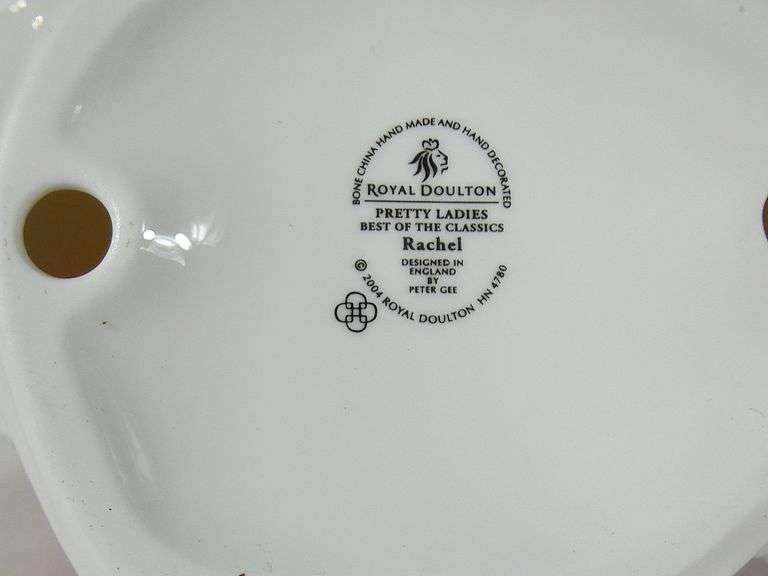 BONE CHINA HAND MADE AND HAND DECORATED
ROYAL DOULTON
PRETTY LADIES
BEST OF THE CLASSICS
Rachel
DESIGNED IN
ENGLAND
BY
PETER GEE
© 2004 ROYAL DOULTON HN 4780